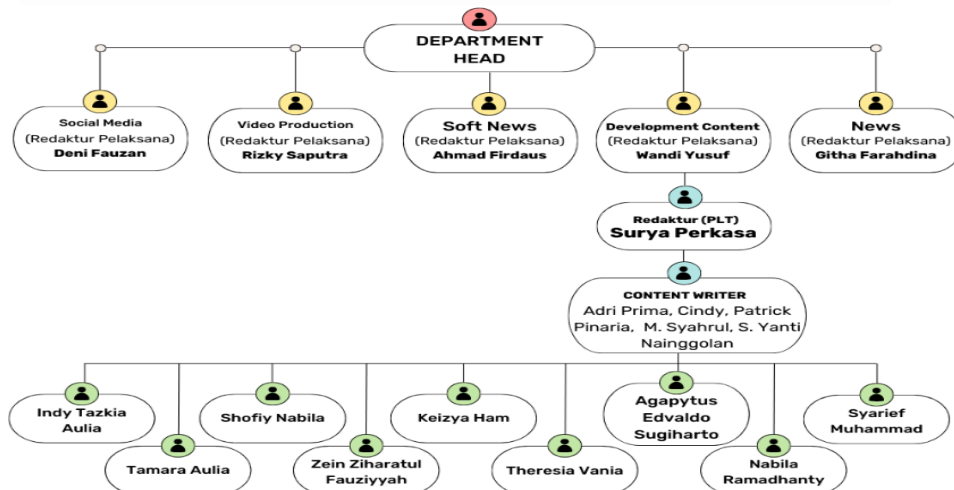 DEPARTMENT
HEAD
Social Media
(Redaktur Pelaksana)
Deni Fauzan
Video Production
(Redaktur Pelaksana)
Rizky Saputra
Soft News
(Redaktur Pelaksana)
Ahmad Firdaus
Development Content
(Redaktur Pelaksana)
Wandi Yusuf
News
(Redaktur Pelaksana)
Githa Farahdina
Redaktur (PLT)
Surya Perkasa
CONTENT WRITER
Adri Prima, Cindy, Patrick
Pinaria, M. Syahrul, S. Yanti
Nainggolan
Indy Tazkia
Aulia
Shofiy Nabila
Keizya Ham
Agapytus
Edvaldo
Sugiharto
Syarief
Muhammad
Tamara Aulia
Zein Ziharatul
Fauziyyah
Theresia Vania
Nabila
Ramadhanty